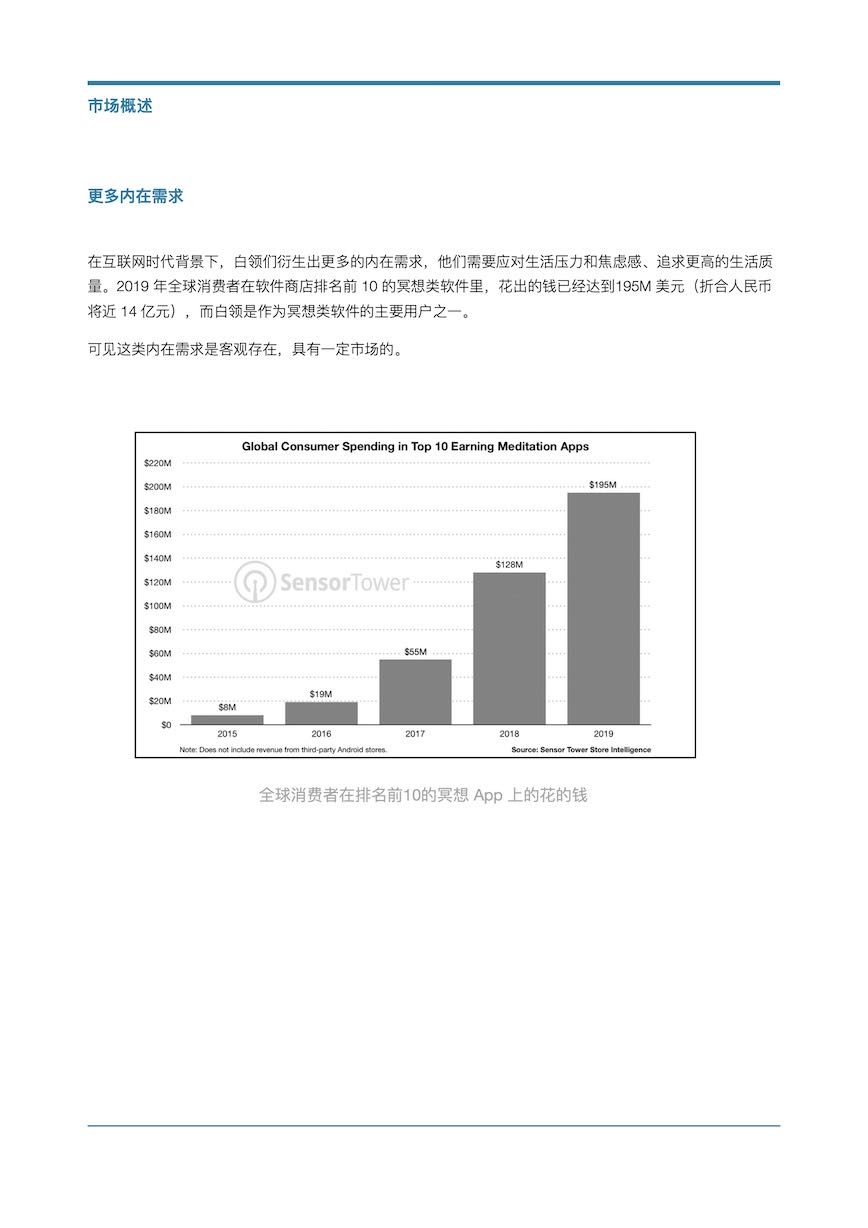 市场概述
更多内在需求
在互联网时代背景下，白领们衍生出更多的内在需求，他们需要应对生活压力和焦虑感、追求更高的生活质
量。2019 年全球消费者在软件商店排名前 10 的冥想类软件里，花出的钱已经达到195M 美元（折合人民币
将近 14 亿元），而白领是作为冥想类软件的主要用户之一。
可见这类内在需求是客观存在，具有一定市场的。
Global Consumer Spending in Top 10 Earning Meditation Apps
$220M
$200M
$180M
$160M
$140M
$120M
$100M
$80M
$60M
$40M
$20M
$0
SensorTower
$8M
$19M
$55M
$128M
$195M
2015 2016 2017 2018 2019
Note: Does not include revenue from third-party Android stores. Source: Sensor Tower Store Intelligence
全球消费者在排名前10的冥想 App 上的花的钱